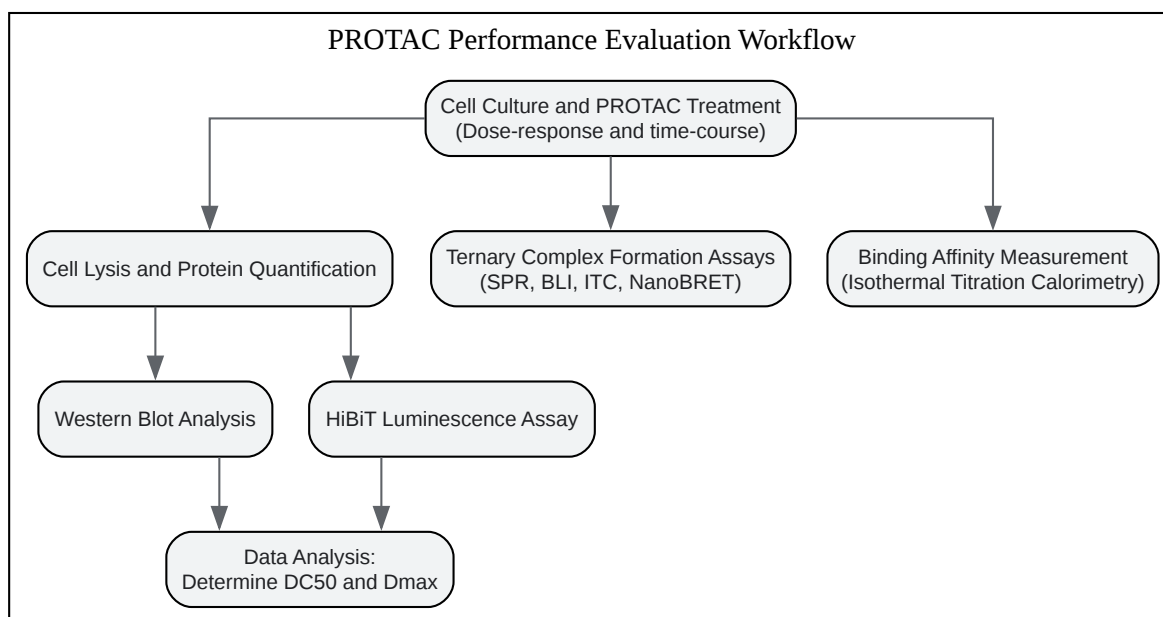 PROTAC Performance Evaluation Workflow
Cell Culture and PROTAC Treatment
(Dose-response and time-course)
Cell Lysis and Protein Quantification
Ternary Complex Formation Assays
(SPR, BLI, ITC, NanoBRET)
Binding Affinity Measurement
(Isothermal Titration Calorimetry)
Western Blot Analysis
HiBiT Luminescence Assay
Data Analysis:
Determine DC50 and Dmax